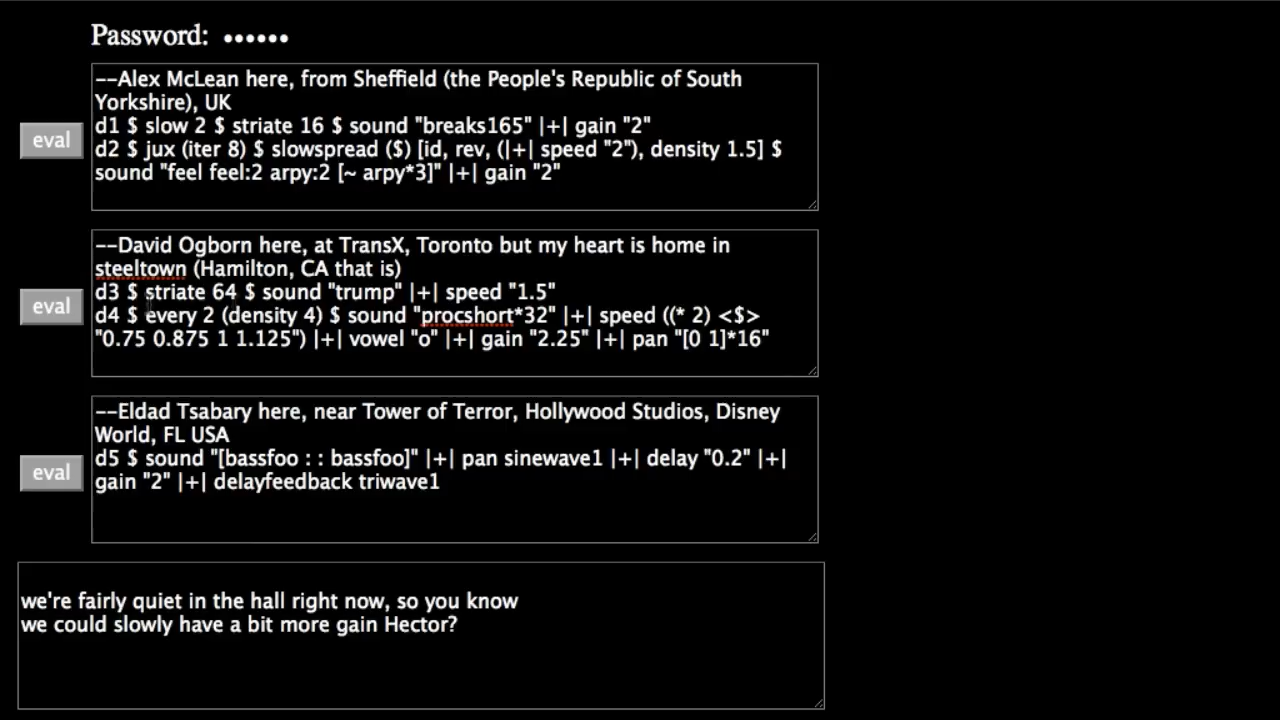 Password: ••••••
--Alex McLean here, from Sheffield (the People's Republic of South
Yorkshire), UK
eval
d1 $ slow 2 $ striate 16 $ sound "breaks165" |+| gain "2"
d2 $ jux (iter 8) $ slowspread ($) [id, rev, (|+| speed "2"), density 1.5] $
sound "feel feel:2 arpy:2 [~ arpy*3]" |+| gain "2"
--David Ogborn here, at TransX, Toronto but my heart is home in
steeltown (Hamilton, CA that is)
eval
d3 $ striate 64 $ sound "trump" |+| speed "1.5"
d4 $ every 2 (density 4) $ sound "procshort*32" |+| speed ((* 2) <$>
"0.75 0.875 1 1.125") |+| vowel "o" |+| gain "2.25" |+| pan "[0 1]*16"
--Eldad Tsabary here, near Tower of Terror, Hollywood Studios, Disney
World, FL USA
eval
d5 $ sound "[bassfoo : : bassfoo]" |+| pan sinewave1 |+| delay "0.2" |+|
gain "2" |+| delayfeedback triwave1
we're fairly quiet in the hall right now, so you know
we could slowly have a bit more gain Hector?